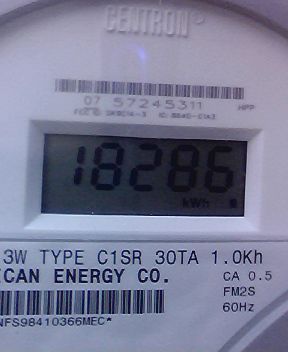 CENTRON®
07 57245311 HPP
18286
kWh
3W TYPE C1SR 30TA 1.0Kh
CAN ENERGY CO. CA 0.5
FM2S
60Hz
NFS98410366MEC*